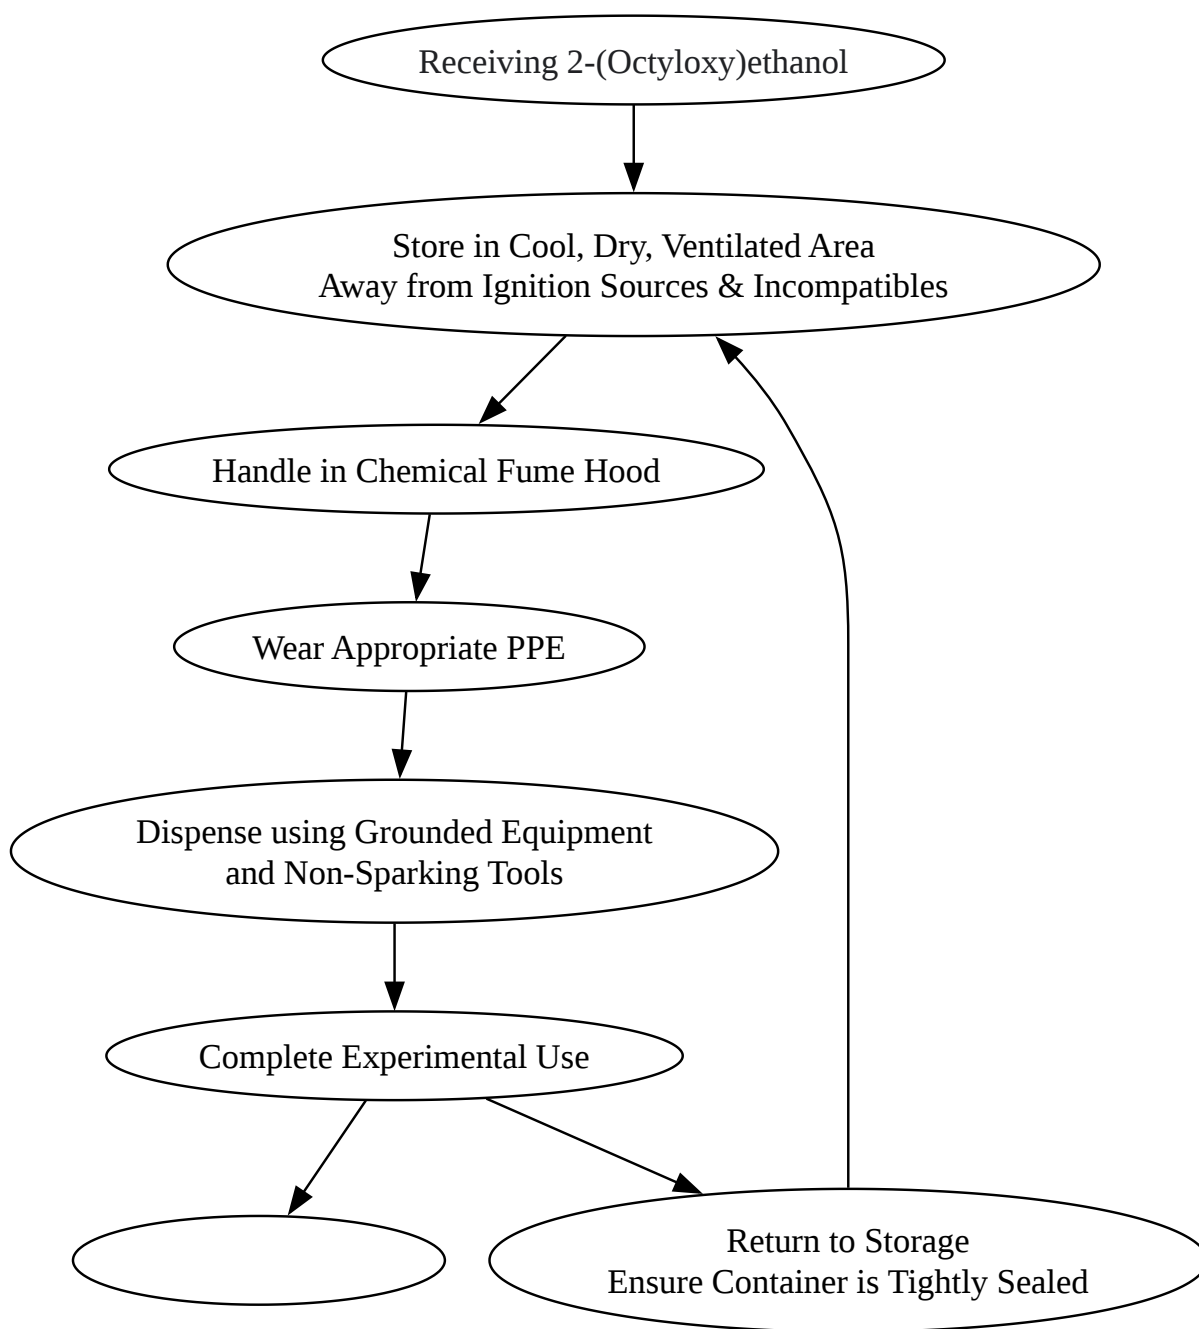 Receiving 2-(Octyloxy)ethanol
Store in Cool, Dry, Ventilated Area
Away from Ignition Sources & Incompatibles
Handle in Chemical Fume Hood
Wear Appropriate PPE
Dispense using Grounded Equipment
and Non-Sparking Tools
Complete Experimental Use
Return to Storage
Ensure Container is Tightly Sealed